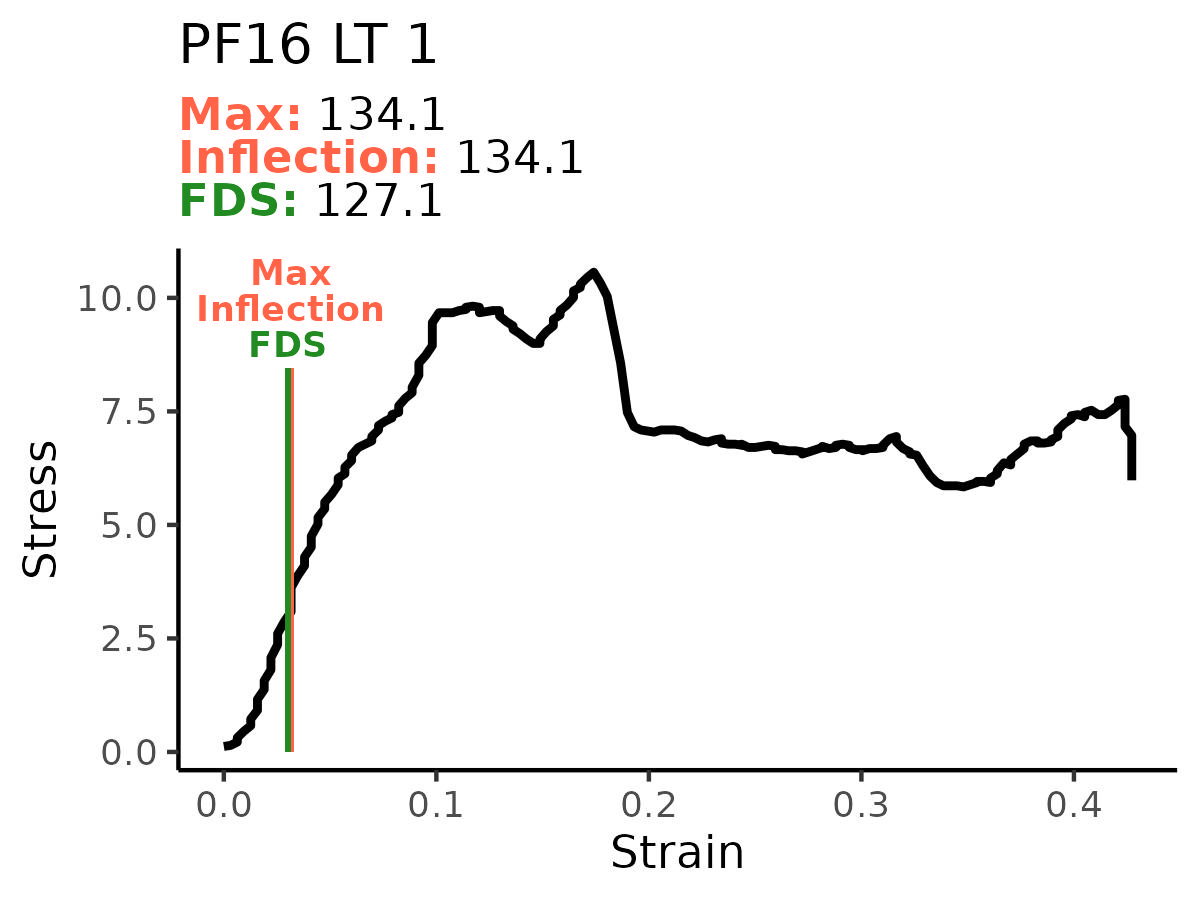 PF16 LT 1
Max: 134.1
Inflection: 134.1
FDS: 127.1
Max
Inflection
FDS
10.0
7.5
5.0
2.5
0.0
Stress
0.0 0.1 0.2 0.3 0.4
Strain